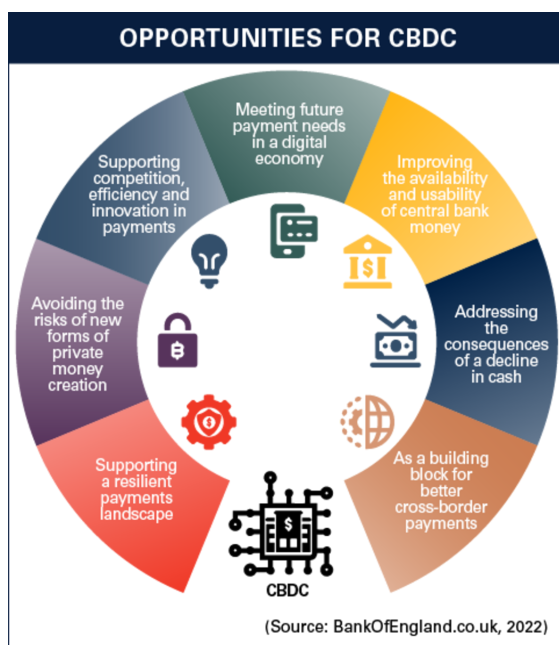 OPPORTUNITIES FOR CBDC
Supporting
a resilient
payments
landscape
Avoiding the
risks of new
forms of
private
money
creation
Supporting
competition,
efficiency and
innovation in
payments
Meeting future
payment needs
in a digital
economy
Improving
the availability
and usability
of central bank
money
Addressing
the
consequences
of a decline
in cash
As a building
block for
better
cross-border
payments
CBDC
(Source: BankOfEngland.co.uk, 2022)